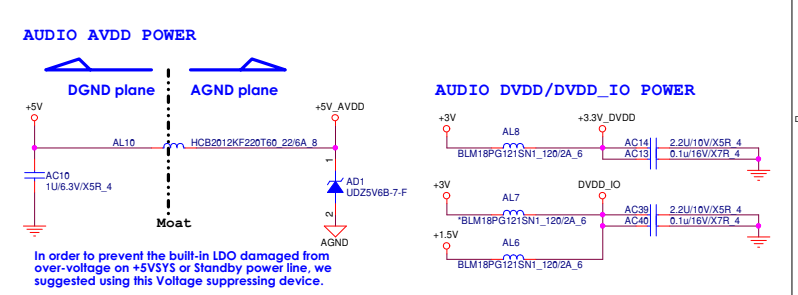 AUDIO AVDD POWER
DGND plane
AGND plane
+5V
+5V_AVDD
AL10
HCB2012KF220T60_22/6A_8
AC10
1U/6.3V/X5R_4
1
AD1
UDZ5V6B-7-F
2
Moat
AGND
In order to prevent the built-in LDO damaged from
over-voltage on +5VSYS or Standby power line, we
suggested using this Voltage suppressing device.
AUDIO DVDD/DVDD_IO POWER
+3V
+3.3V_DVDD
AL8
BLM18PG121SN1_120/2A_6
AC14
2.2U/10V/X5R_4
AC13
0.1u/16V/X7R_4
+3V
DVDD_IO
AL7
*BLM18PG121SN1_120/2A_6
AC39
2.2U/10V/X5R_4
AC40
0.1u/16V/X7R_4
+1.5V
AL6
BLM18PG121SN1_120/2A_6
D